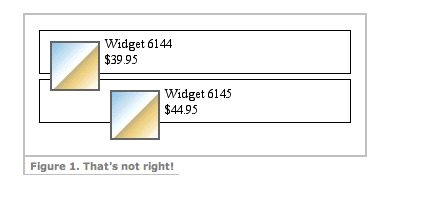 Widget 6144
$39.95
Widget 6145
$44.95
Figure 1. That's not right!